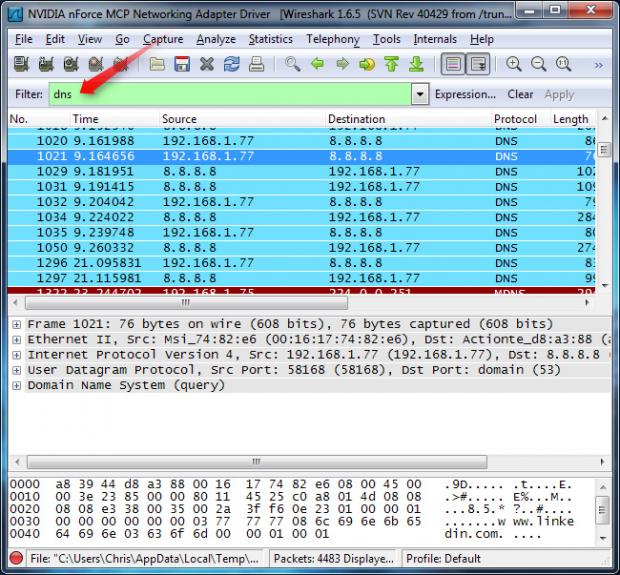 NVIDIA nForce MCP Networking Adapter Driver [Wireshark 1.6.5 (SVN Rev 40429 from /trun...
File Edit View Go Capture Analyze Statistics Telephony Tools Internals Help
Filter: dns Expression... Clear Apply
No. Time Source Destination Protocol Length
1020 9.161988 192.168.1.77 8.8.8.8 DNS
1021 9.164656 192.168.1.77 8.8.8.8 DNS
1029 9.181951 8.8.8.8 192.168.1.77 DNS
1031 9.191415 8.8.8.8 192.168.1.77 DNS
1032 9.204042 192.168.1.77 8.8.8.8 DNS
1034 9.224022 8.8.8.8 192.168.1.77 DNS
1035 9.239748 192.168.1.77 8.8.8.8 DNS
1050 9.260332 8.8.8.8 192.168.1.77 DNS
1296 21.095831 192.168.1.77 8.8.8.8 DNS
1297 21.115981 8.8.8.8 192.168.1.77 DNS
Frame 1021: 76 bytes on wire (608 bits), 76 bytes captured (608 bits)
Ethernet II, Src: Msi_74:82:e6 (00:16:17:74:82:e6), Dst: Actionte_d8:a3:88 (
Internet Protocol Version 4, Src: 192.168.1.77 (192.168.1.77), Dst: 8.8.8.8
User Datagram Protocol, Src Port: 58168 (58168), Dst Port: domain (53)
Domain Name System (query)
0000 a8 39 44 d8 a3 88 00 16 17 74 82 e6 08 00 45 00 .9D..... .t....E.
0010 00 3e 23 85 00 00 80 11 45 25 c0 a8 01 4d 08 08 .>#..... E%...M..
0020 08 08 e3 38 00 35 00 2a 3f f6 0e 23 01 00 00 01 ...8.5.* ?..#....
0030 00 00 00 00 00 00 03 77 77 77 08 6c 69 6e 6b 65 .......w ww.linke
0040 64 69 6e 03 63 6f 6d 00 00 01 00 01 din.com. ....
File: "C:\Users\Chris\AppData\Local\Temp\... Packets: 4483 Displaye... Profile: Default